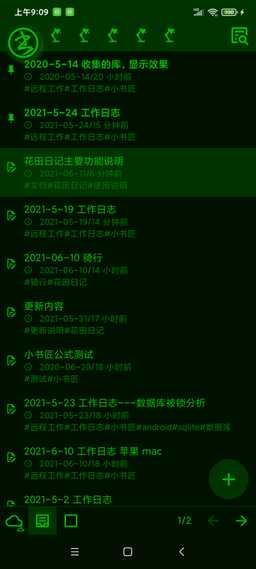 上午9:09
2020-5-14 收集的库，显示效果
2020-05-14/20 小时前
#远程工作#工作日志#小书匠
2021-5-24 工作日志
2021-05-24/15 分钟前
#远程工作#工作日志#小书匠
花田日记主要功能说明
2021-06-11/6 分钟前
#文档#花田日记#使用说明
2021-5-19 工作日志
2021-05-19/14 分钟前
#远程工作#工作日志#小书匠
2021-06-10 骑行
2021-06-10/14 小时前
#骑行#花田日记
更新内容
2021-05-31/17 小时前
#更新说明#花田日记
小书匠公式测试
2020-06-29/18 小时前
#测试#小书匠
2021-5-23 工作日志---数据库被锁分析
2021-05-23/18 小时前
#远程工作#工作日志#小书匠#android#sqlite#数据库
2021-6-10 工作日志 苹果 mac
2021-06-10/18 小时前
#远程工作#工作日志#小书匠
2021-5-2 工作日志
1/2